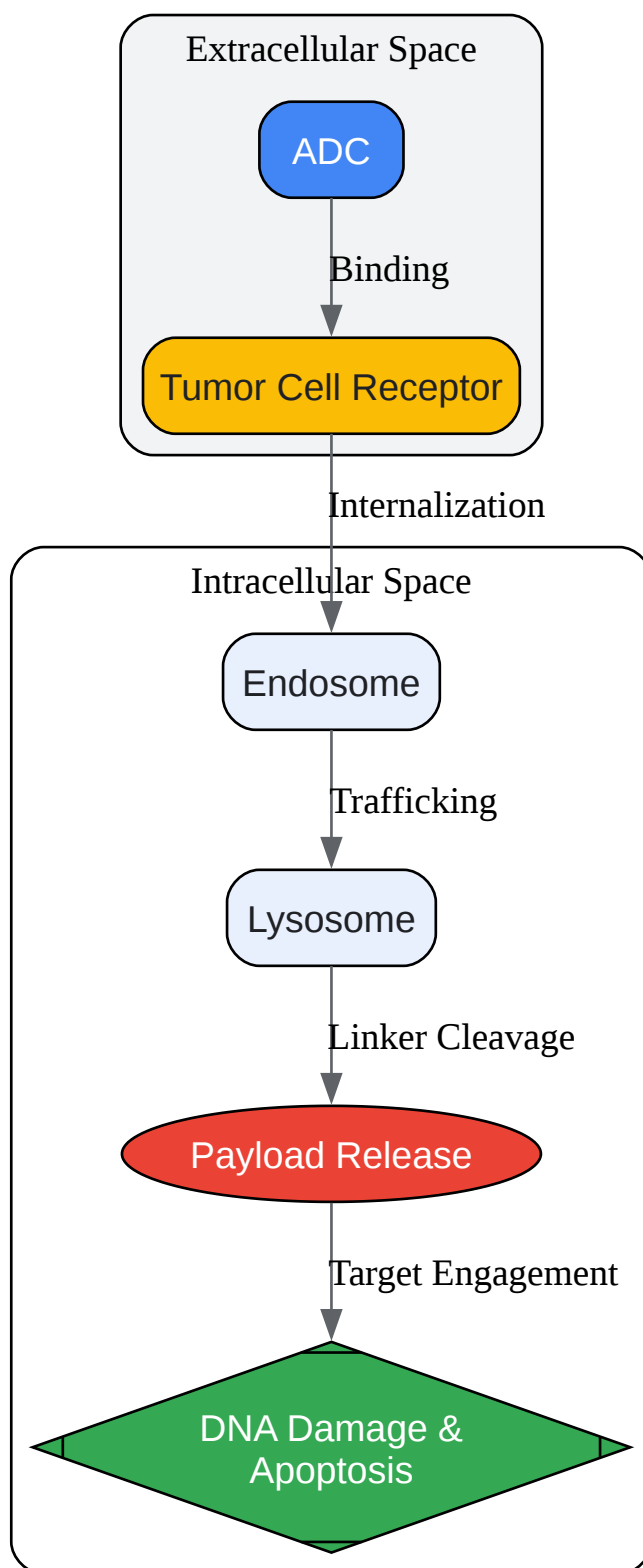 Extracellular Space
ADC
Binding
Tumor Cell Receptor
Internalization
Intracellular Space
Endosome
Trafficking
Lysosome
Linker Cleavage
Payload Release
Target Engagement
DNA Damage &
Apoptosis